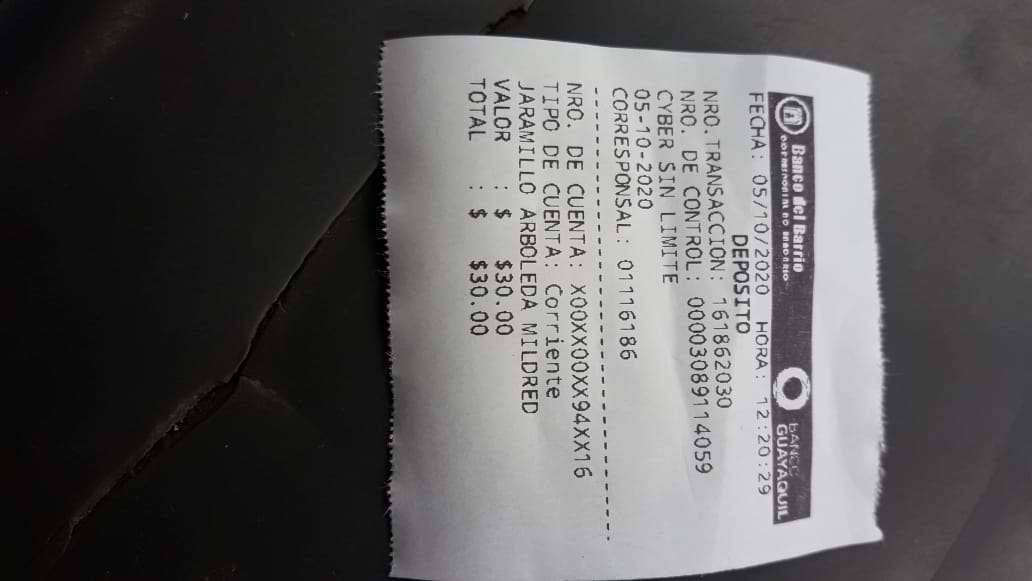 Banco del Barrio
BANCO
GUAYAQUIL
FECHA: 05/10/2020 HORA: 12:20:29
DEPOSITO
NRO.TRANSACCION: 161862030
NRO. DE CONTROL: 000030891114059
CYBER SIN LIMITE
05-10-2020
CORRESPONSAL: 01116186
------------------------------------
NRO. DE CUENTA: X00XX00XX94XX16
TIPO DE CUENTA: Corriente
JARAMILLO ARBOLEDA MILDRED
VALOR : $ $30.00
TOTAL : $ $30.00